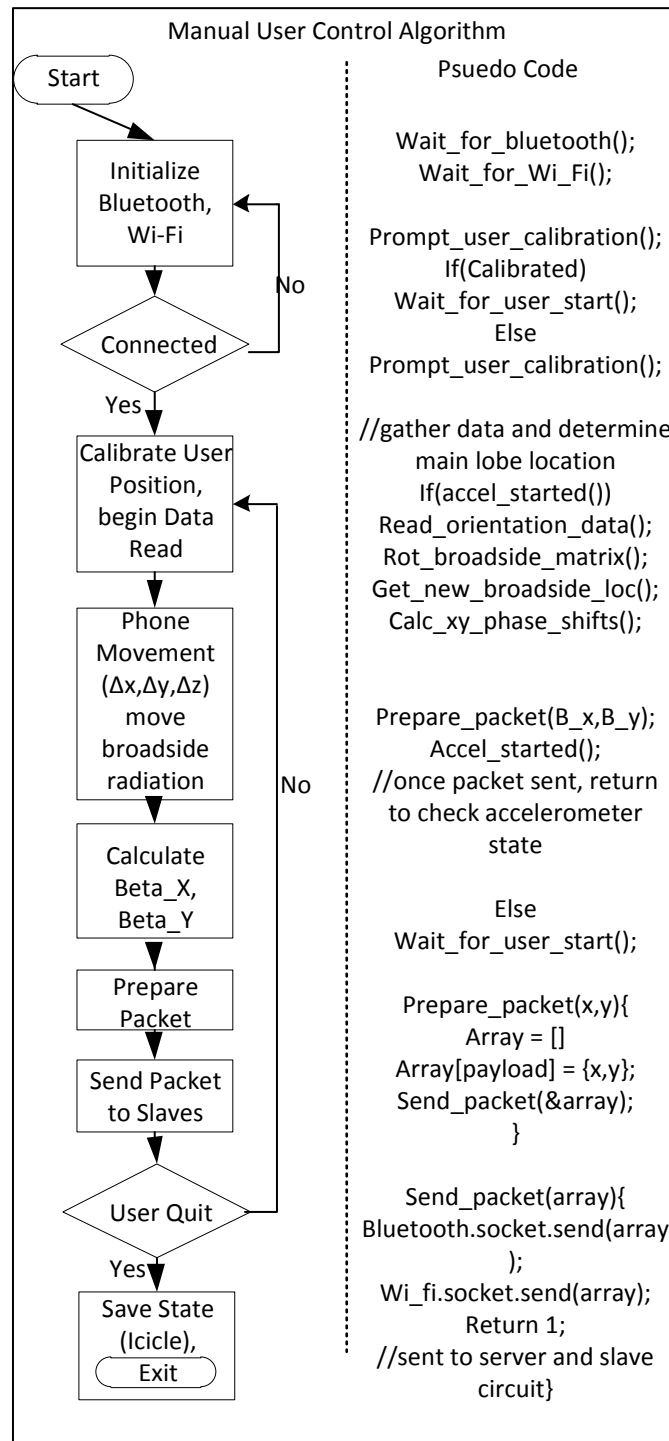 Manual User Control Algorithm
Start
Initialize
Bluetooth,
Wi-Fi
No
Connected
Yes
Calibrate User
Position,
begin Data
Read
Phone
Movement
(Δx,Δy,Δz)
move
broadside
radiation
No
Calculate
Beta_X,
Beta_Y
Prepare
Packet
Send Packet
to Slaves
User Quit
Yes
Save State
(Icicle),
Exit
Psuedo Code
Wait_for_bluetooth();
Wait_for_Wi_Fi();
Prompt_user_calibration();
If(Calibrated)
Wait_for_user_start();
Else
Prompt_user_calibration();
//gather data and determine
main lobe location
If(accel_started())
Read_orientation_data();
Rot_broadside_matrix();
Get_new_broadside_loc();
Calc_xy_phase_shifts();
Prepare_packet(B_x,B_y);
Accel_started();
//once packet sent, return
to check accelerometer
state
Else
Wait_for_user_start();
Prepare_packet(x,y){
Array = []
Array[payload] = {x,y};
Send_packet(&array);
}
Send_packet(array){
Bluetooth.socket.send(array
);
Wi_fi.socket.send(array);
Return 1;
//sent to server and slave
circuit}